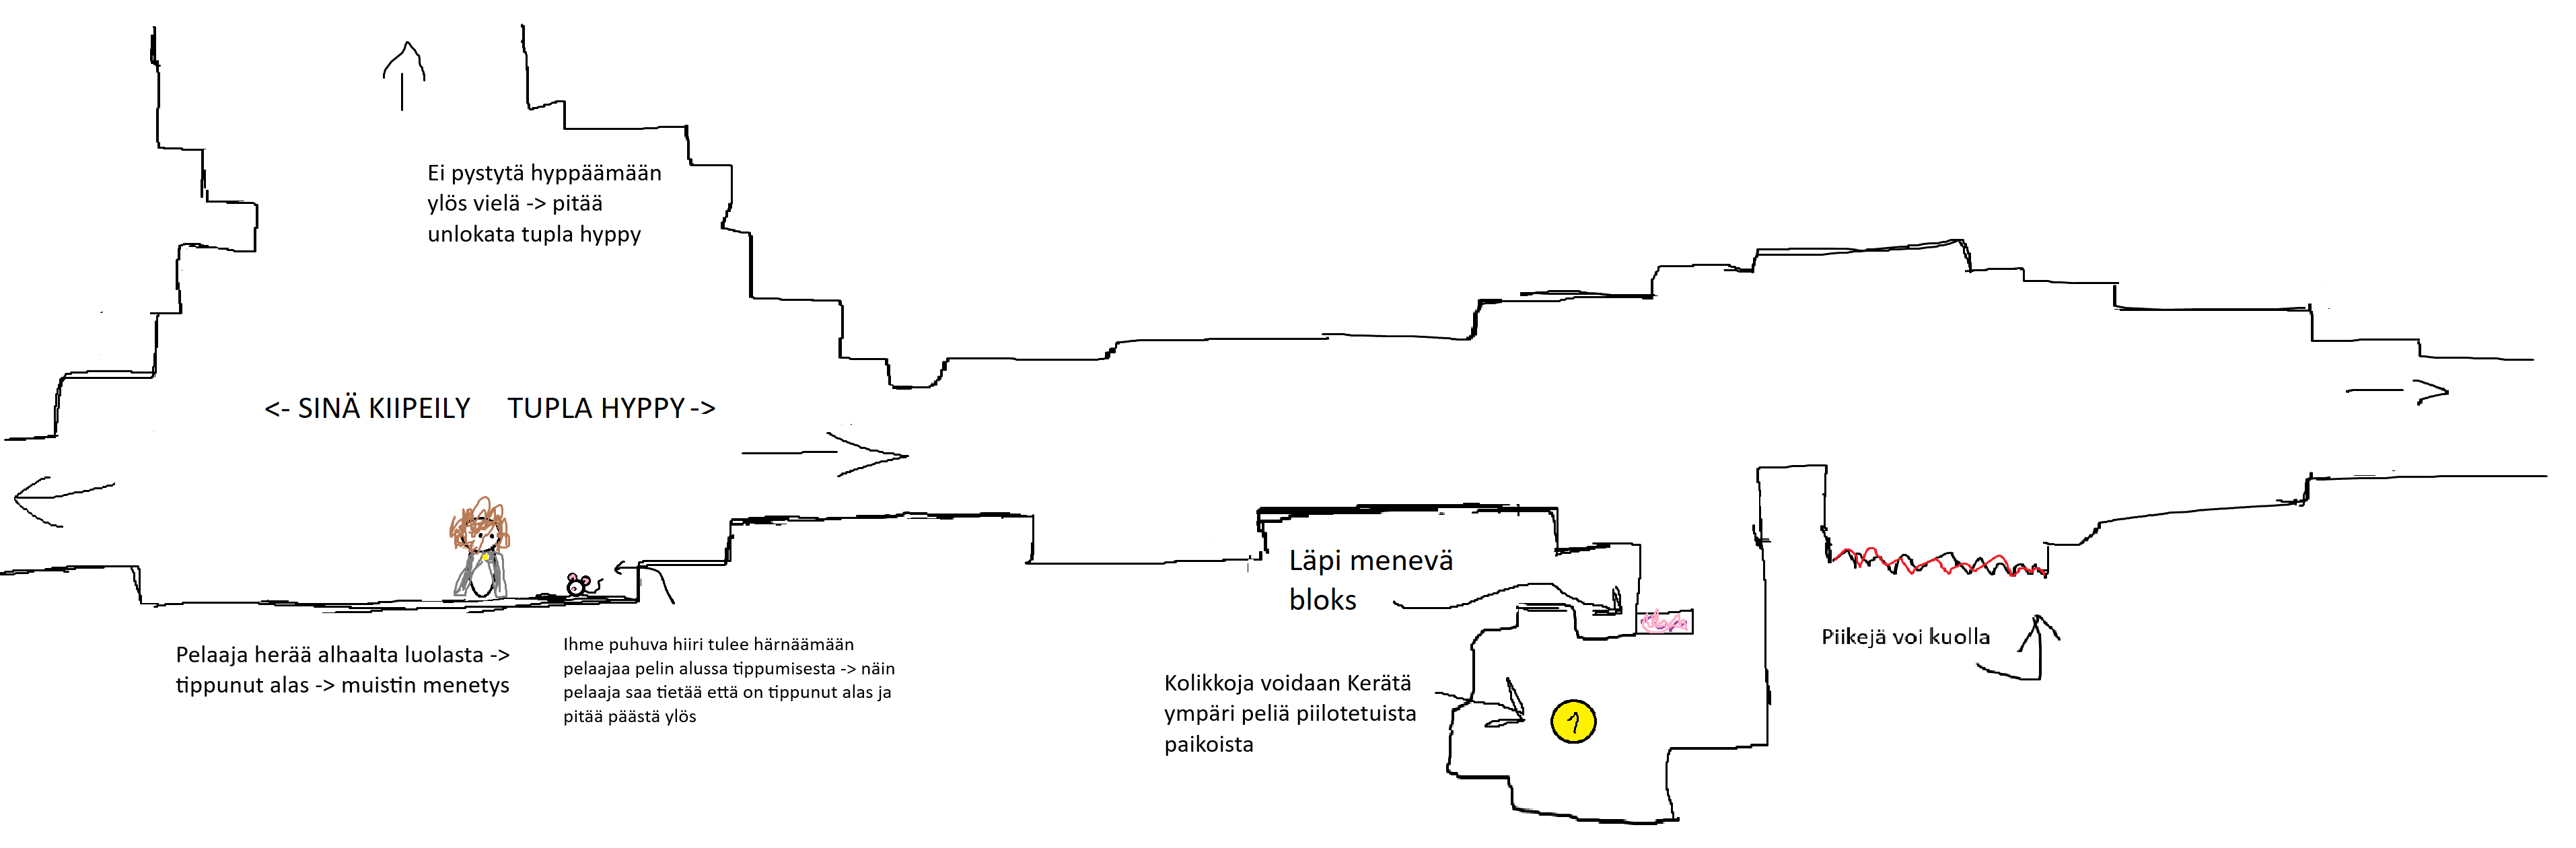 Ei pystytä hyppäämään
ylös vielä -> pitää
unlokata tupla hyppy
<- SINÄ KIIPEILY TUPLA HYPPY ->
Pelaaja herää alhaalta luolasta ->
tippunut alas -> muistin menetys
Ihme puhuva hiiri tulee härnäämään
pelaajaa pelin alussa tippumisesta -> näin
pelaaja saa tietää että on tippunut alas ja
pitää päästä ylös
Läpi menevä
bloks
Kolikkoja voidaan Kerätä
ympäri peliä piilotetuista
paikoista
1
Piikejä voi kuolla